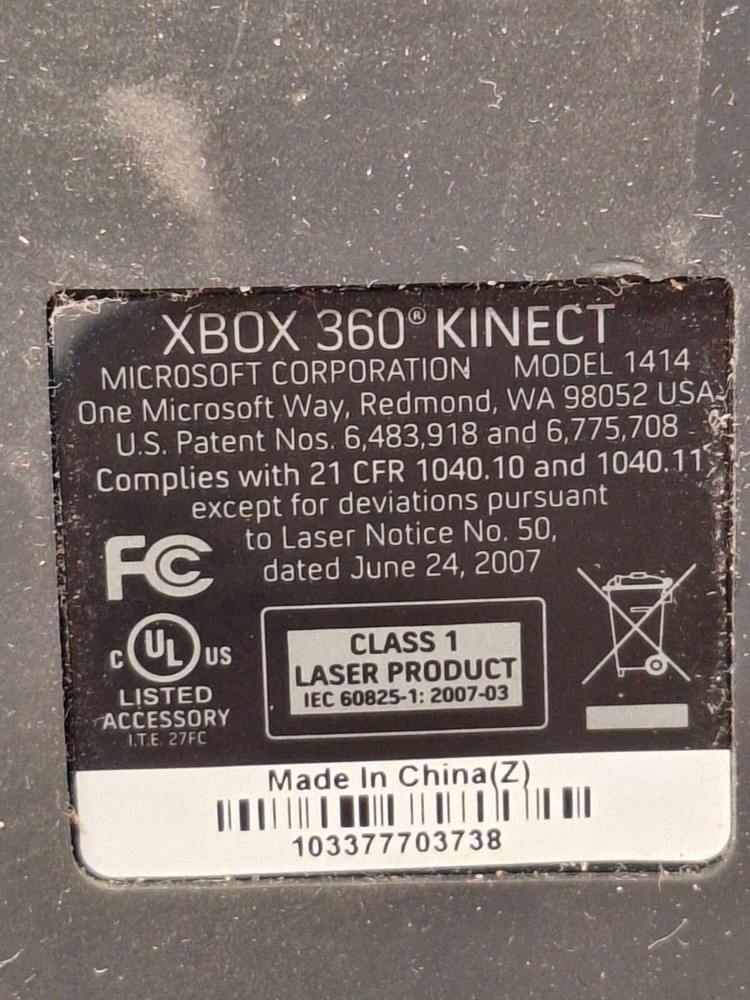 XBOX 360® KINECT
MICROSOFT CORPORATION MODEL 1414
One Microsoft Way, Redmond, WA 98052 USA
U.S. Patent Nos. 6,483,918 and 6,775,708
Complies with 21 CFR 1040.10 and 1040.11
except for deviations pursuant
to Laser Notice No. 50,
dated June 24, 2007
FC
C UL US
LISTED
ACCESSORY
I.T.E. 27FC
CLASS 1
LASER PRODUCT
IEC 60825-1: 2007-03
Made In China(Z)
103377703738